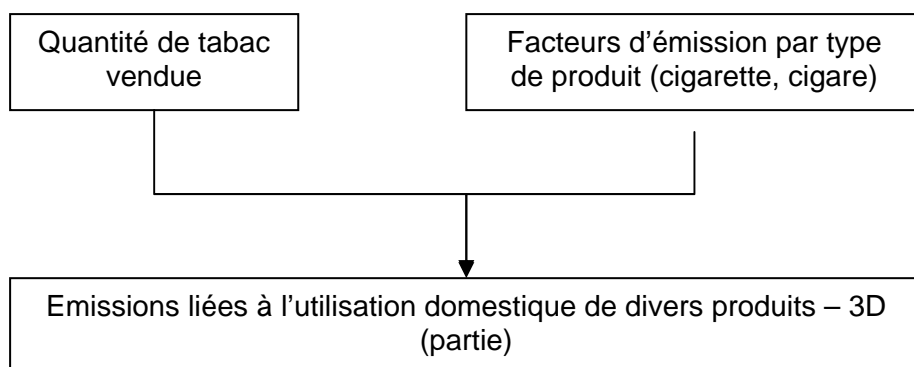 Quantité de tabac
vendue
Facteurs d’émission par type
de produit (cigarette, cigare)
Emissions liées à l’utilisation domestique de divers produits – 3D
(partie)